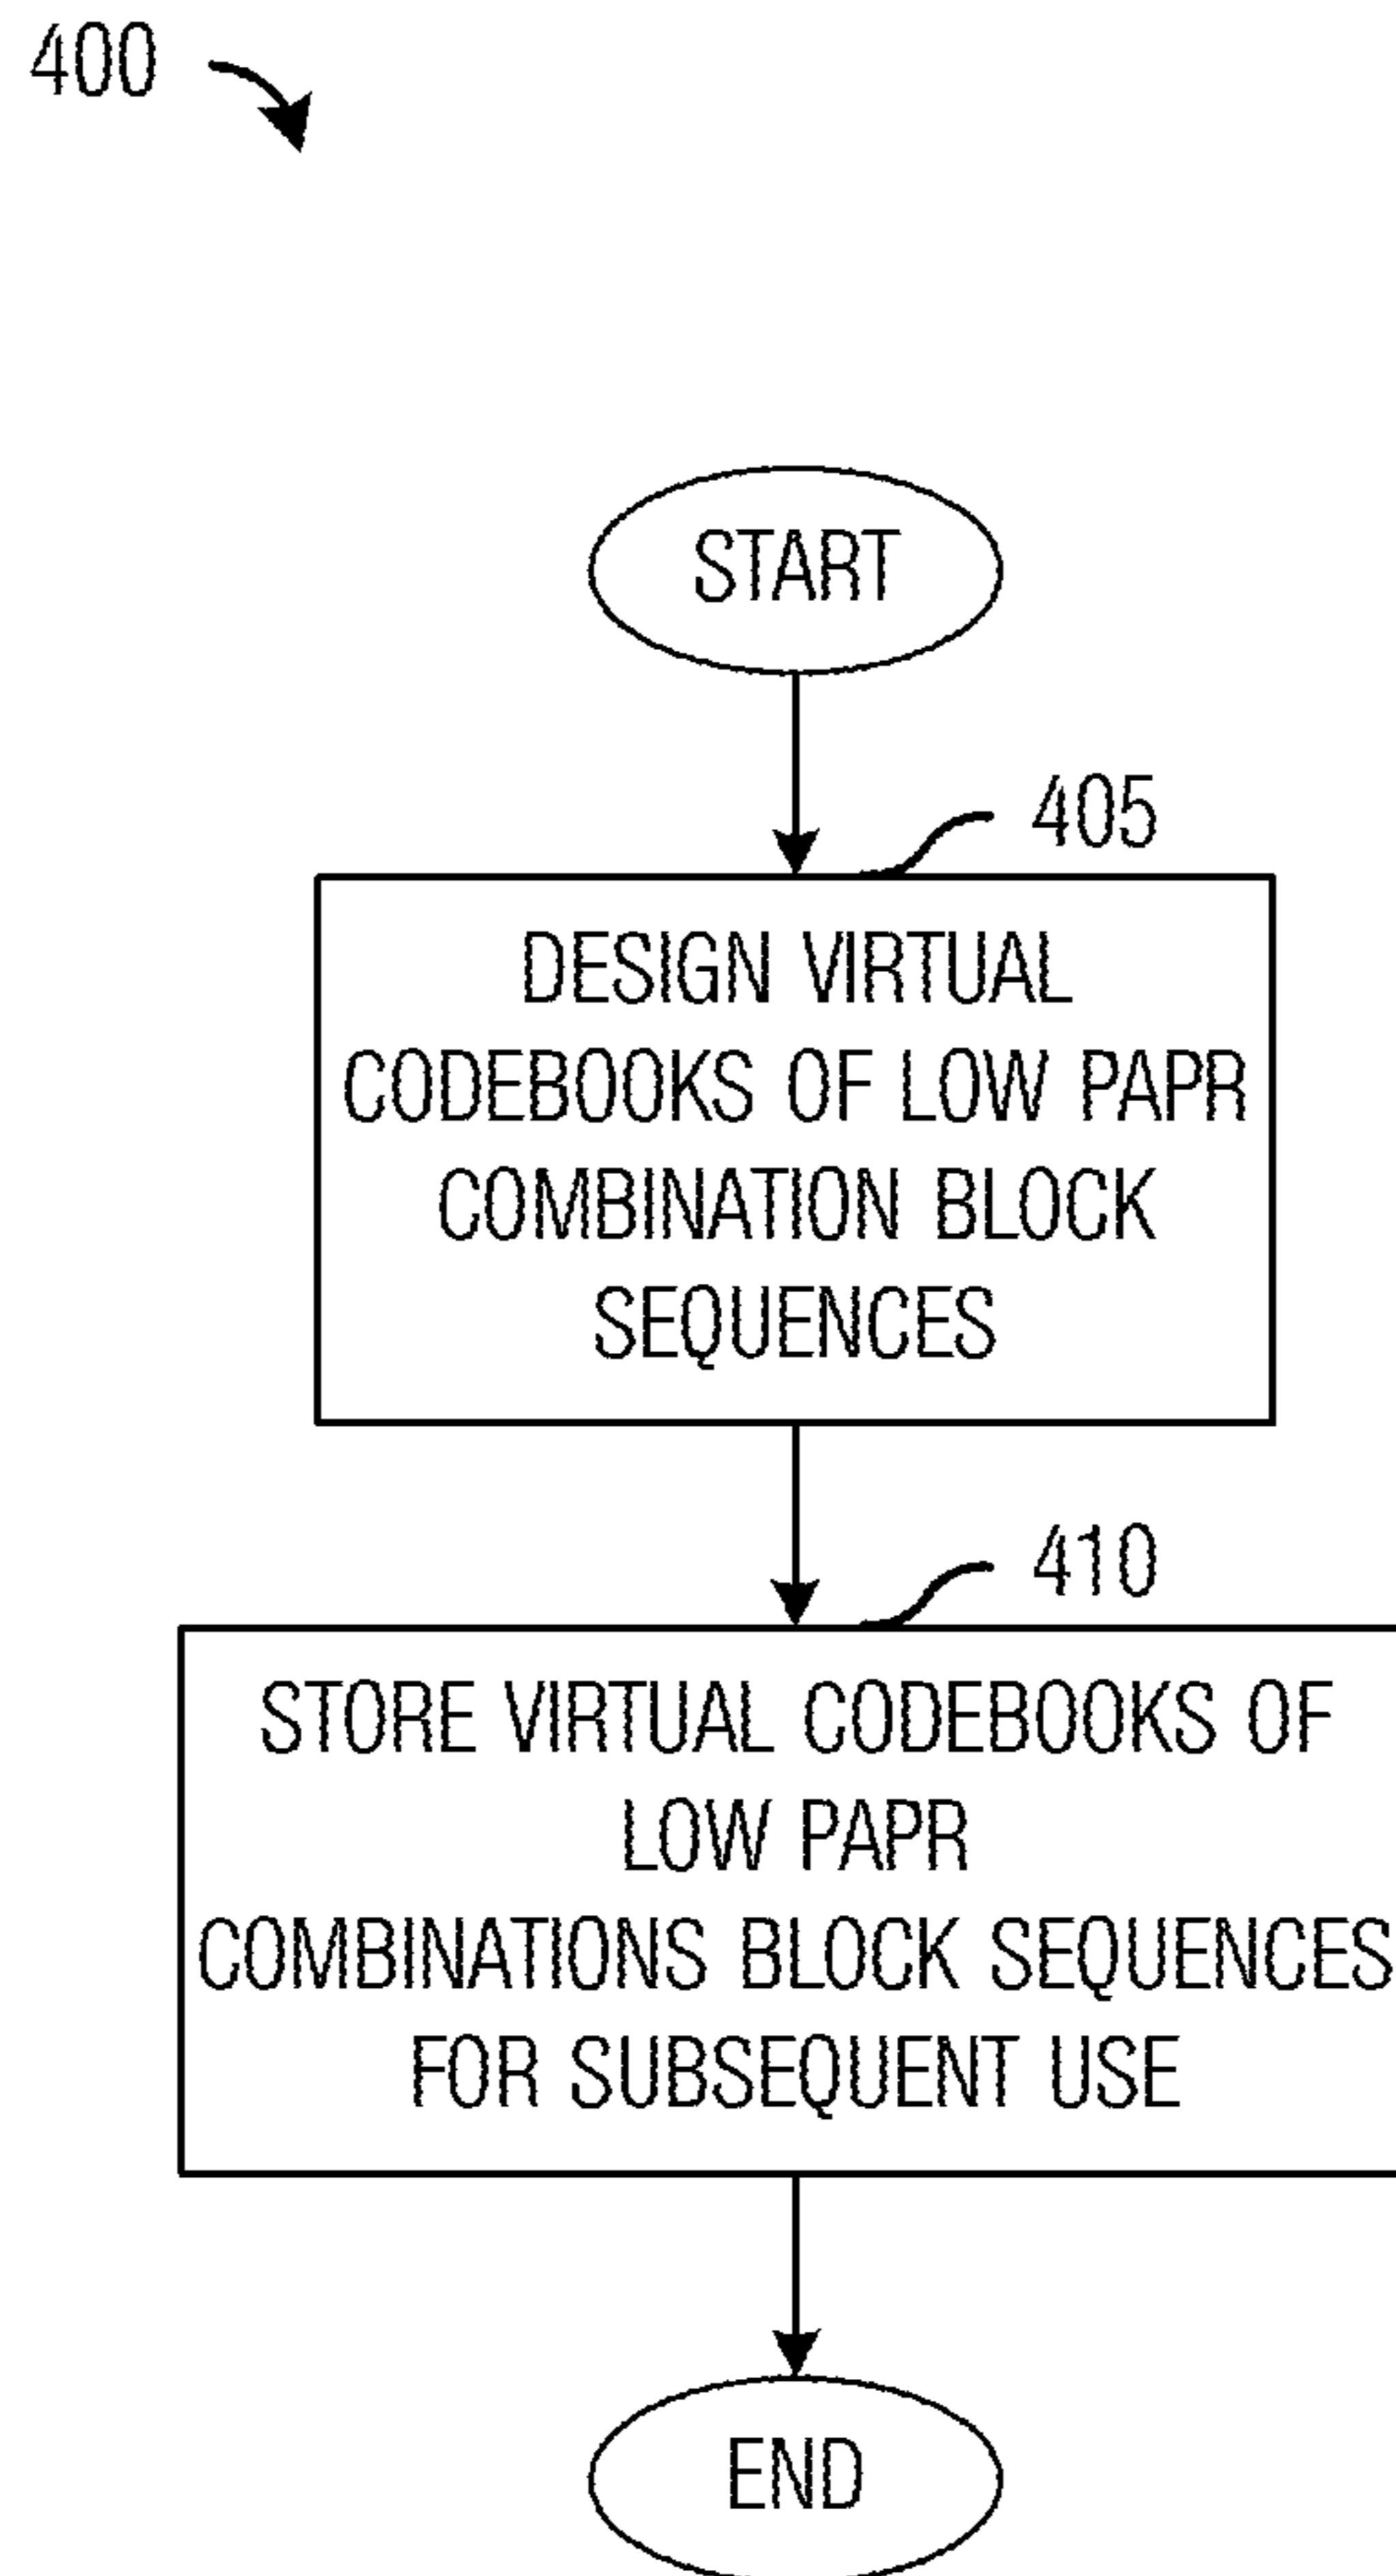 400
START
405
DESIGN VIRTUAL
CODEBOOKS OF LOW PAPR
COMBINATION BLOCK
SEQUENCES
410
STORE VIRTUAL CODEBOOKS OF
LOW PAPR
COMBINATIONS BLOCK SEQUENCES
FOR SUBSEQUENT USE
END